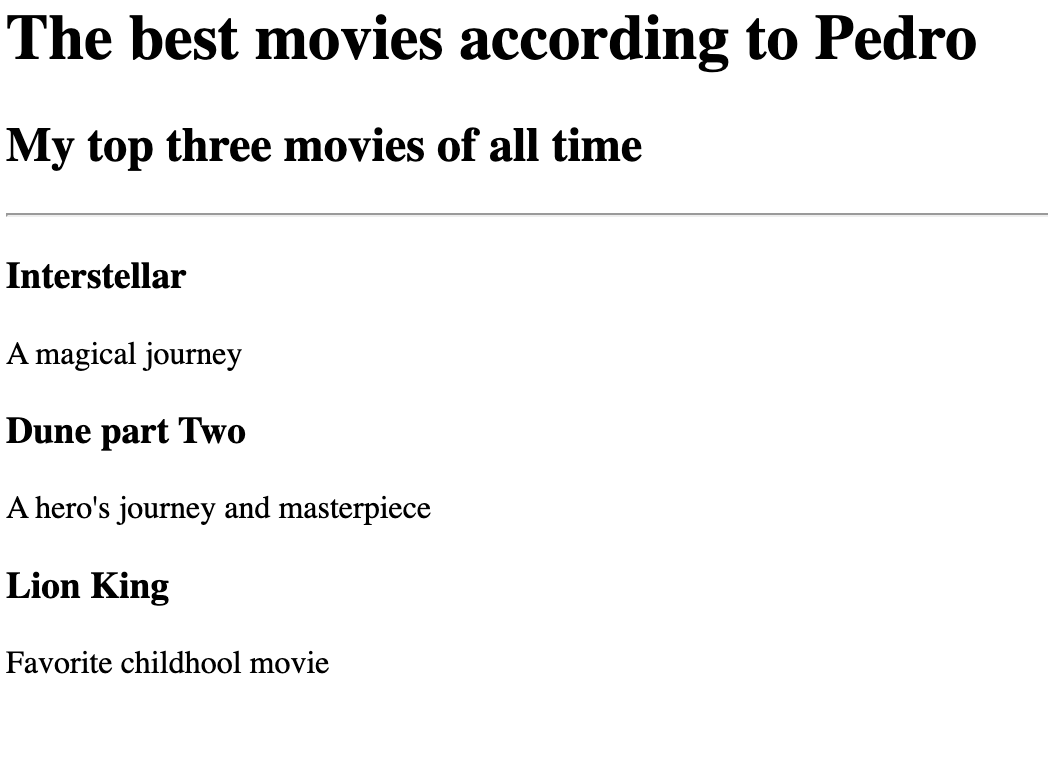 The best movies according to Pedro
My top three movies of all time
Interstellar
A magical journey
Dune part Two
A hero's journey and masterpiece
Lion King
Favorite childhool movie